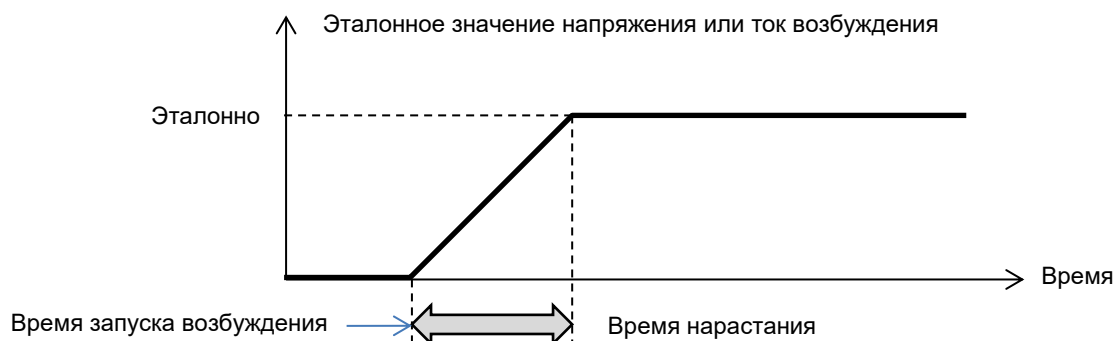 Эталонное значение напряжения или ток возбуждения
Эталонно
Время
Время запуска возбуждения
Время нарастания